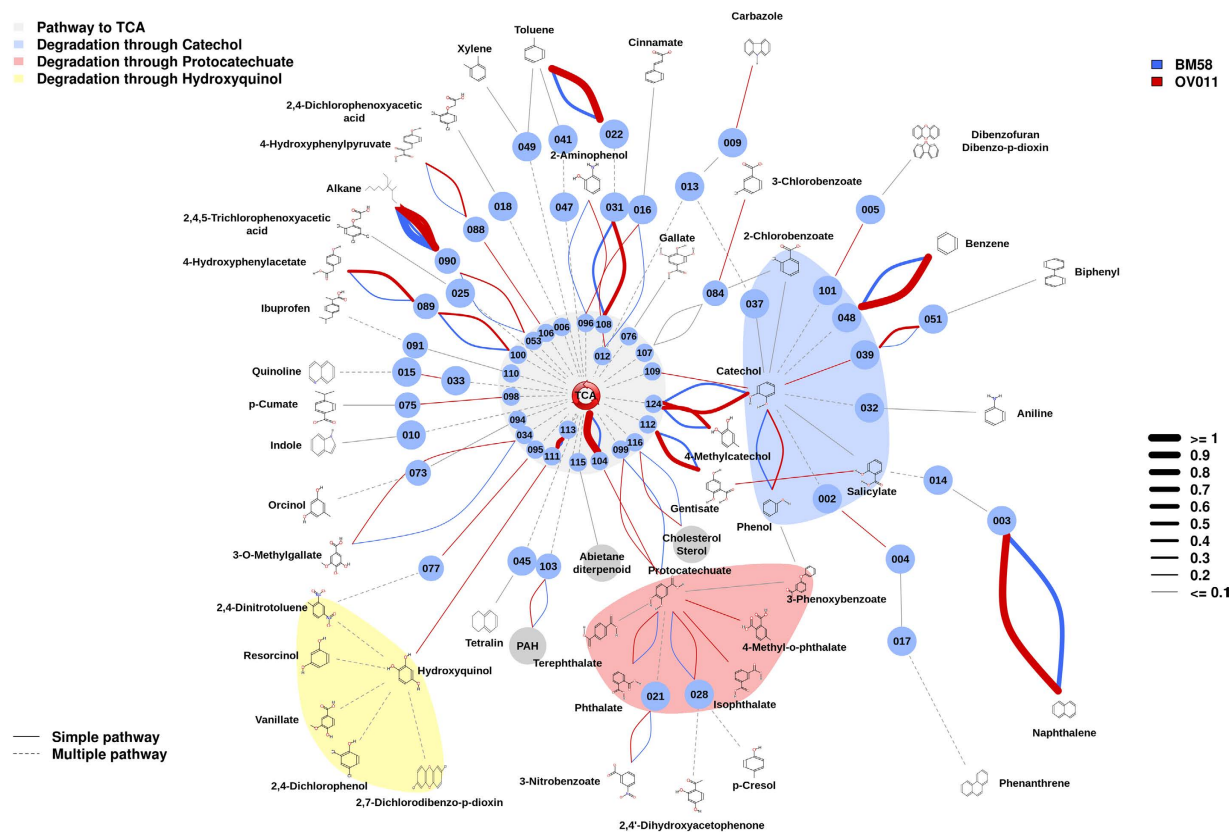 Pathway to TCA
Degradation through Catechol
Degradation through Protocatechuate
Degradation through Hydroxyquinol
BM58
OV011
Carbazole
Toluene
Cinnamate
Xylene
2,4-Dichlorophenoxyacetic
acid
4-Hydroxyphenylpyruvate
Alkane
2,4,5-Trichlorophenoxyacetic
acid
4-Hydroxyphenylacetate
Ibuprofen
Quinoline
p-Cumate
Indole
Orcinol
3-O-Methylgallate
2-Aminophenol
Gallate
3-Chlorobenzoate
2-Chlorobenzoate
Dibenzofuran
Dibenzo-p-dioxin
Benzene
Biphenyl
Aniline
Catechol
4-Methylcatechol
Gentisate
Salicylate
Phenol
Cholesterol
Sterol
Abietane
diterpenoid
PAH
Tetralin
Protocatechuate
3-Phenoxybenzoate
4-Methyl-o-phthalate
Terephthalate
Isophthalate
Phthalate
3-Nitrobenzoate
p-Cresol
2,4'-Dihydroxyacetophenone
Naphthalene
Phenanthrene
2,4-Dinitrotoluene
Resorcinol
Hydroxyquinol
Vanillate
2,4-Dichlorophenol
2,7-Dichlorodibenzo-p-dioxin
TCA
049
041
022
009
047
031
016
013
018
088
090
025
089
091
015
033
075
010
073
077
045
103
084
037
101
048
005
051
039
032
002
014
003
004
017
021
028
096
108
006
106
053
100
110
098
094
034
095
111
113
115
104
099
116
112
124
109
107
076
012
>= 1
0.9
0.8
0.7
0.6
0.5
0.4
0.3
0.2
<= 0.1
Simple pathway
Multiple pathway